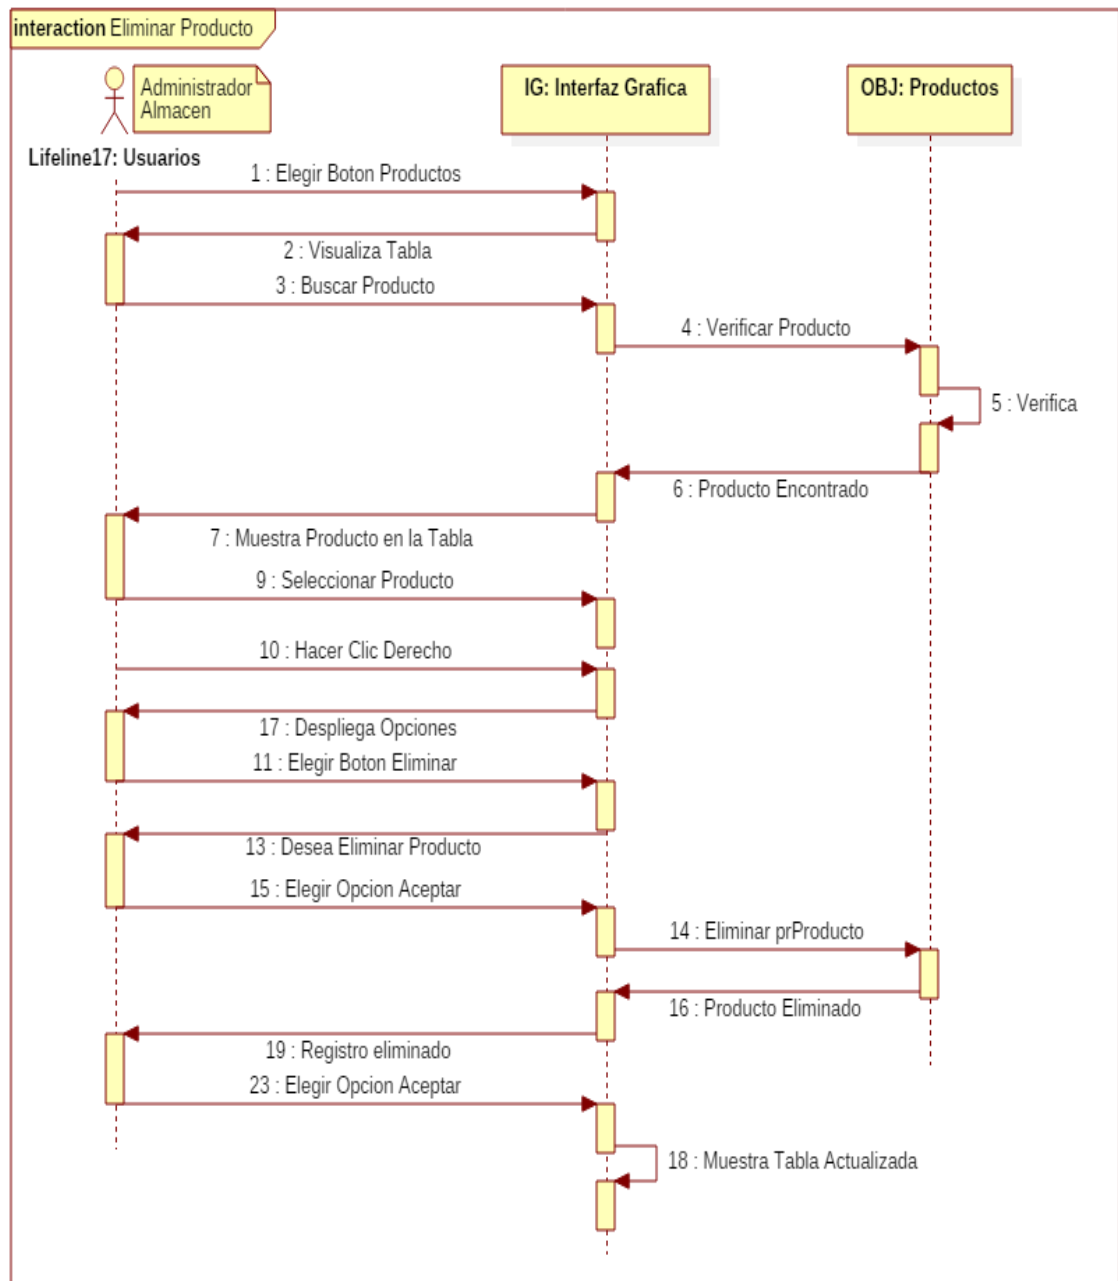 interaction Eliminar Producto
Administrador
Almacen
IG: Interfaz Grafica
OBJ: Productos
Lifeline17: Usuarios
1 : Elegir Boton Productos
2 : Visualiza Tabla
3 : Buscar Producto
4 : Verificar Producto
5 : Verifica
6 : Producto Encontrado
7 : Muestra Producto en la Tabla
9 : Seleccionar Producto
10 : Hacer Clic Derecho
17 : Despliega Opciones
11 : Elegir Boton Eliminar
13 : Desea Eliminar Producto
15 : Elegir Opcion Aceptar
14 : Eliminar prProducto
16 : Producto Eliminado
19 : Registro eliminado
23 : Elegir Opcion Aceptar
18 : Muestra Tabla Actualizada